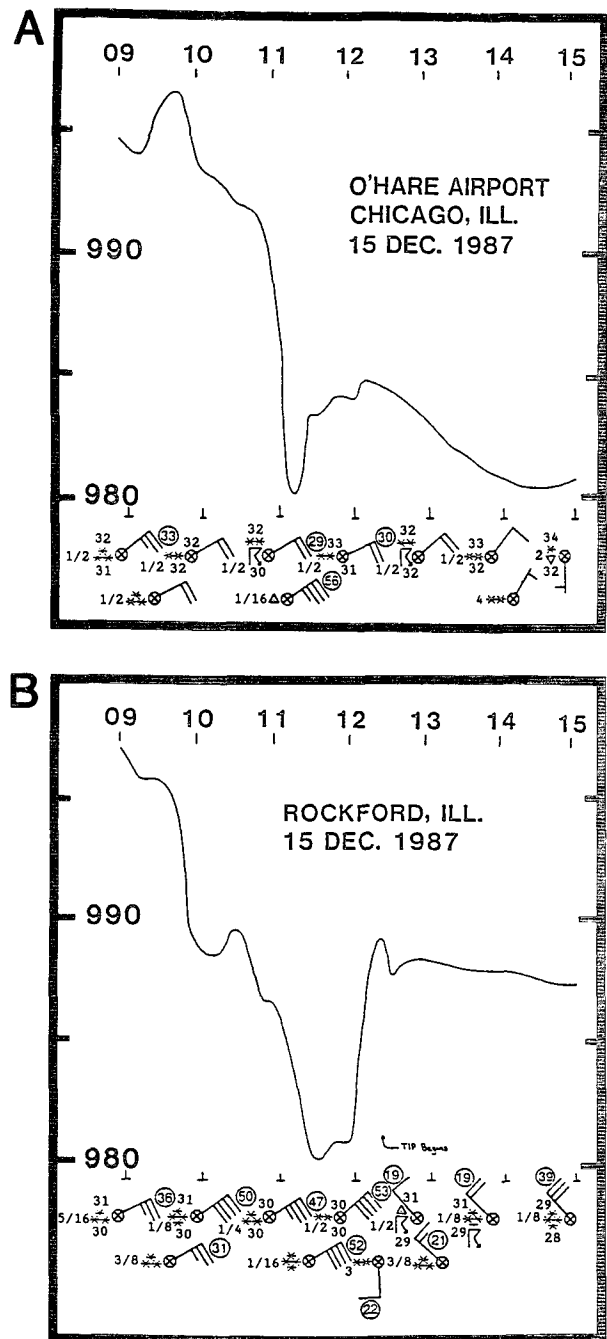 A
09 10 11 12 13 14 15
O'HARE AIRPORT
CHICAGO, ILL.
15 DEC. 1987
990
980
32 33 32 32 29 33 30 32 33 34
1/2 1/2 1/2 1/2 1/2 1/2 2
31 32 30 31 32 32 32
56
1/2 1/16 4
B
09 10 11 12 13 14 15
ROCKFORD, ILL.
15 DEC. 1987
990
980
TIP Begins
19 19 39
31 36 31 50 30 47 30 53 31 31 29
5/16 1/8 1/4 1/2 1/2 1/8 1/8
30 30 30 30 29 29 28
31 52 21
3/8 1/16 3 3/8
22